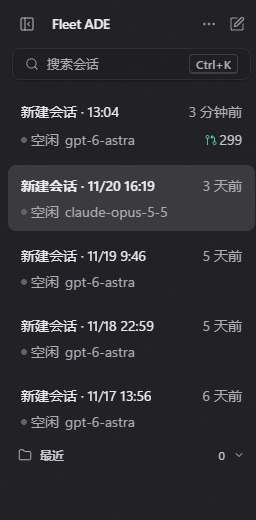 Fleet ADE
搜索会话 Ctrl+K
新建会话 · 13:04 3 分钟前
空闲 gpt-6-astra 299
新建会话 · 11/20 16:19 3 天前
空闲 claude-opus-5-5
新建会话 · 11/19 9:46 5 天前
空闲 gpt-6-astra
新建会话 · 11/18 22:59 5 天前
空闲 gpt-6-astra
新建会话 · 11/17 13:56 6 天前
空闲 gpt-6-astra
最近 0